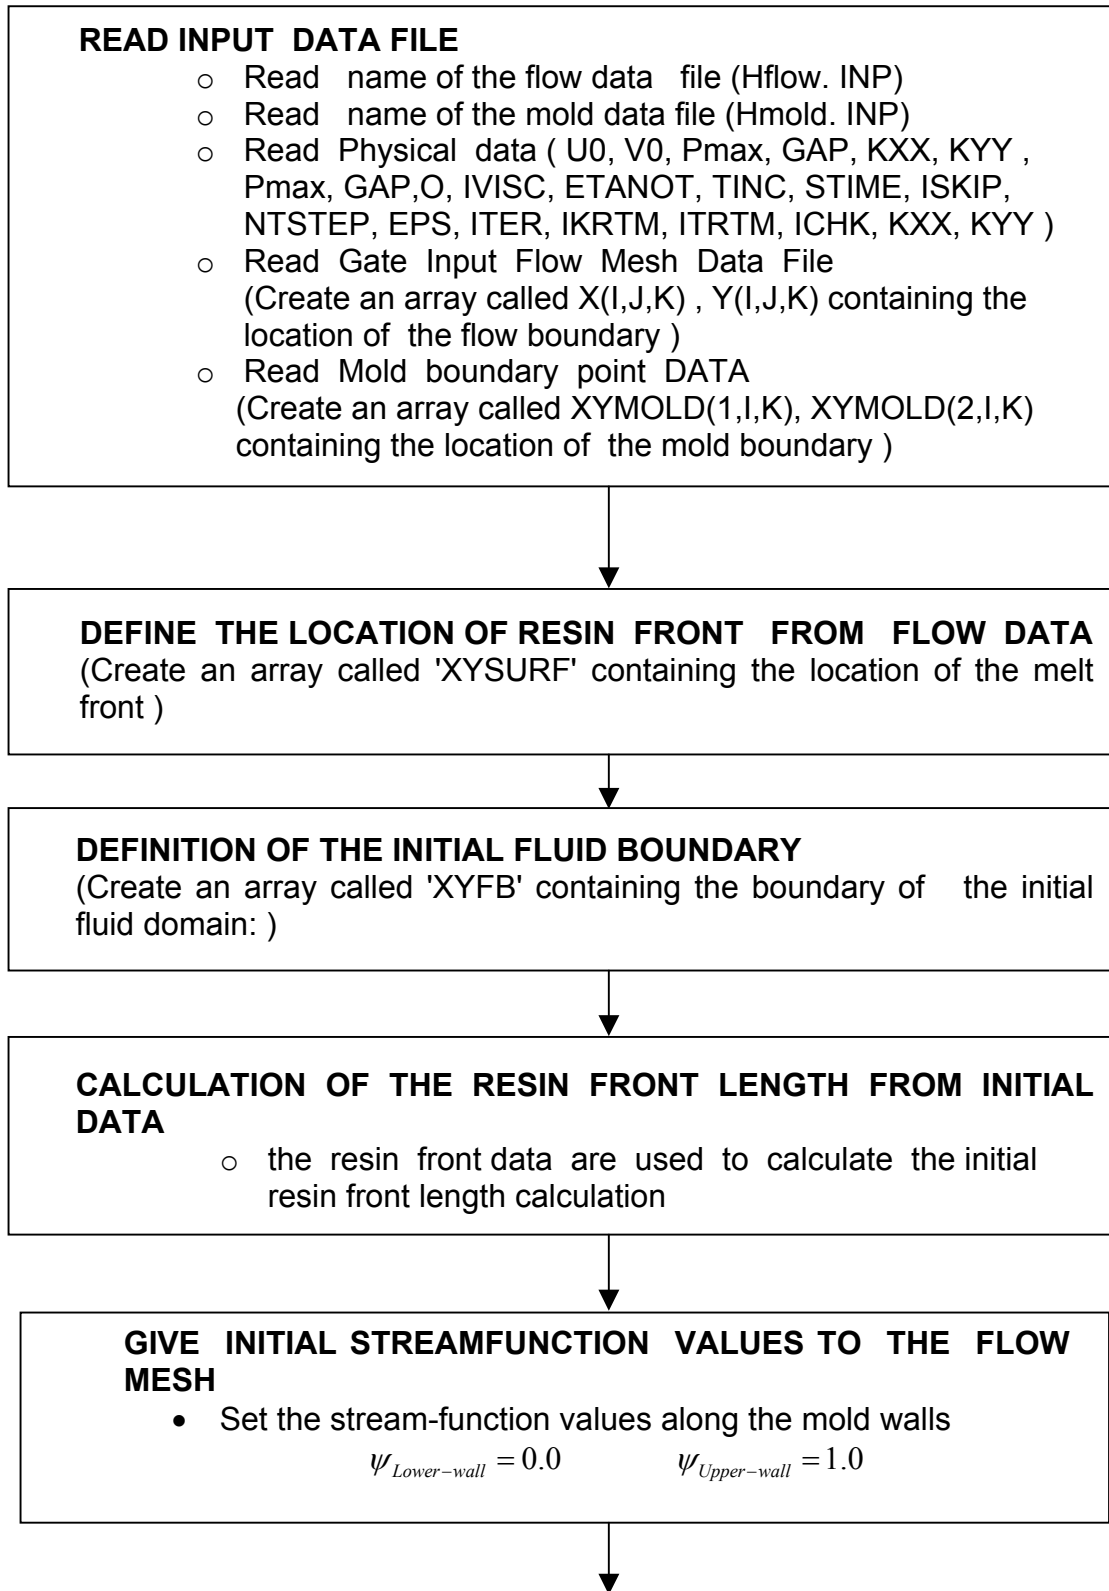 READ INPUT DATA FILE
o Read name of the flow data file (Hflow. INP)
o Read name of the mold data file (Hmold. INP)
o Read Physical data ( U0, V0, Pmax, GAP, KXX, KYY ,
Pmax, GAP,O, IVISC, ETANOT, TINC, STIME, ISKIP,
NTSTEP, EPS, ITER, IKRTM, ITRTM, ICHK, KXX, KYY )
o Read Gate Input Flow Mesh Data File
(Create an array called X(I,J,K) , Y(I,J,K) containing the
location of the flow boundary )
o Read Mold boundary point DATA
(Create an array called XYMOLD(1,I,K), XYMOLD(2,I,K)
containing the location of the mold boundary )
DEFINE THE LOCATION OF RESIN FRONT FROM FLOW DATA
(Create an array called 'XYSURF' containing the location of the melt
front )
DEFINITION OF THE INITIAL FLUID BOUNDARY
(Create an array called 'XYFB' containing the boundary of the initial
fluid domain: )
CALCULATION OF THE RESIN FRONT LENGTH FROM INITIAL
DATA
o the resin front data are used to calculate the initial
resin front length calculation
GIVE INITIAL STREAMFUNCTION VALUES TO THE FLOW
MESH
• Set the stream-function values along the mold walls
ψ Lower−wall = 0.0 ψ Upper−wall = 1.0